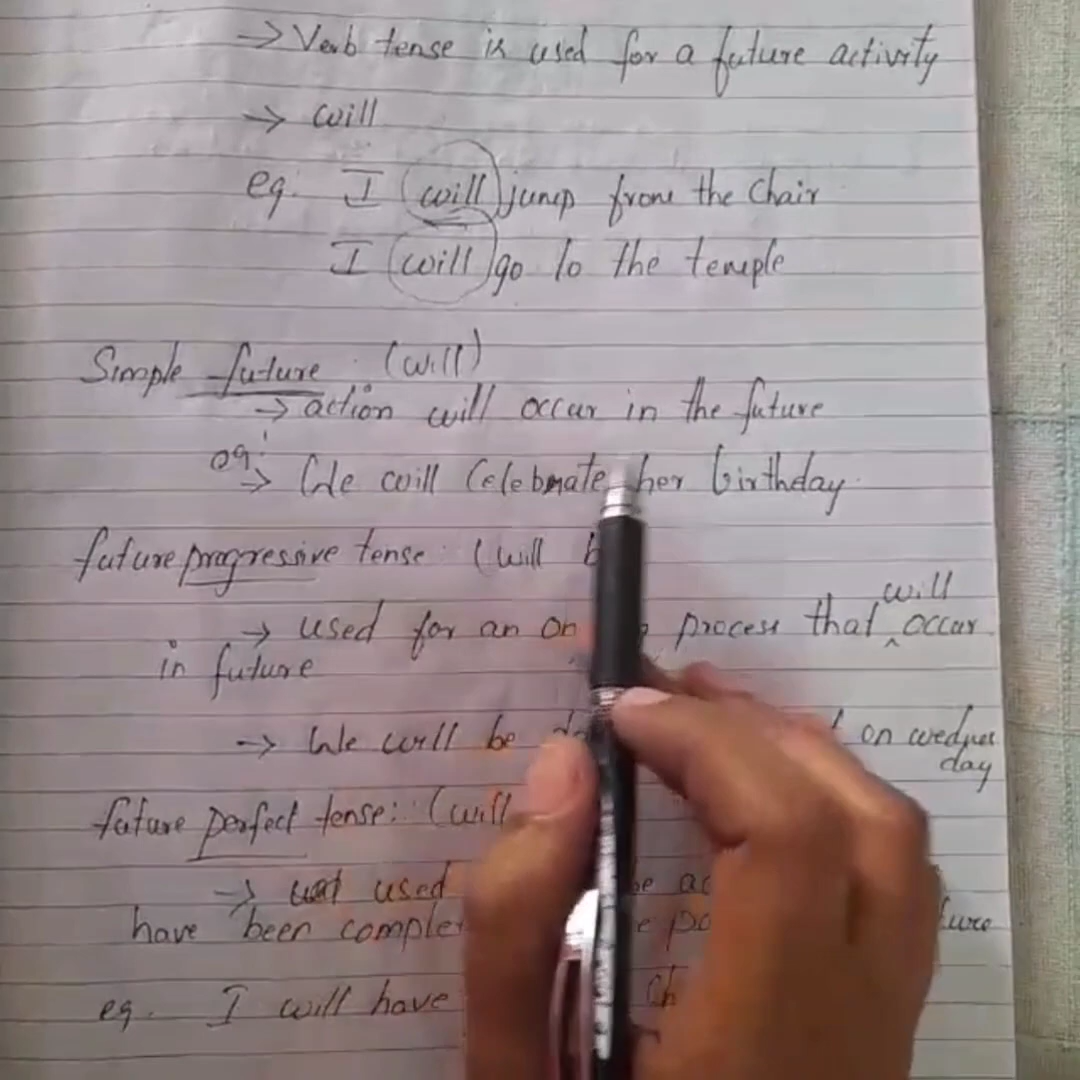 → Verb tense is used for a future activity
→ will
eg: I will jump from the Chair
I will go to the temple
Simple future : (will)
→ action will occur in the future
eg: → We will Celebrate her birthday
future progressive tense : (will
→ used for an on process that will occur
in future
→ We will be on wednesday
future perfect tense: (will
→ used
have been
eg. I will have